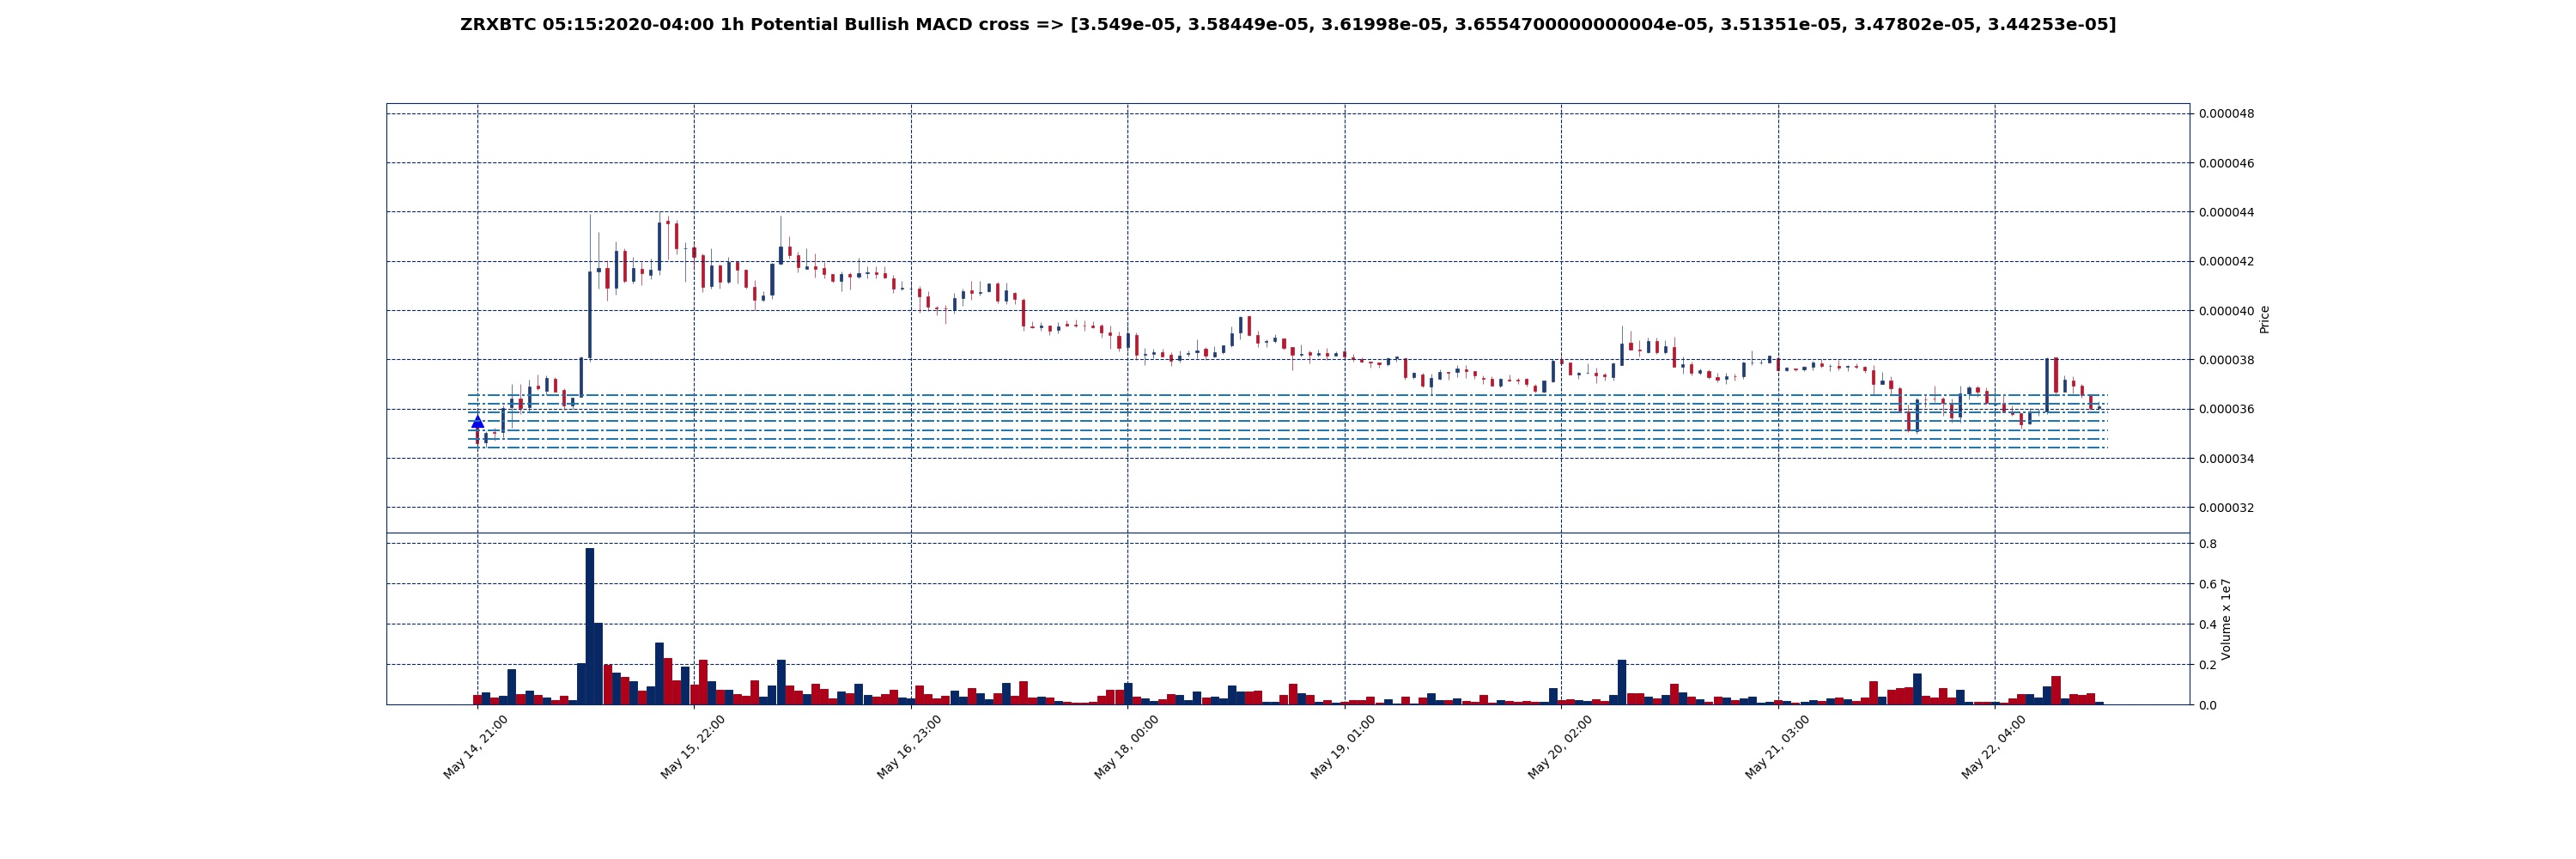 ZRXBTC 05:15:2020-04:00 1h Potential Bullish MACD cross => [3.549e-05, 3.58449e-05, 3.61998e-05, 3.6554700000000004e-05, 3.51351e-05, 3.47802e-05, 3.44253e-05]
0.000048
0.000046
0.000044
0.000042
0.000040
0.000038
0.000036
0.000034
0.000032
Price
0.8
0.6
0.4
0.2
0.0
Volume x 1e7
May 14, 21:00
May 15, 22:00
May 16, 23:00
May 18, 00:00
May 19, 01:00
May 20, 02:00
May 21, 03:00
May 22, 04:00